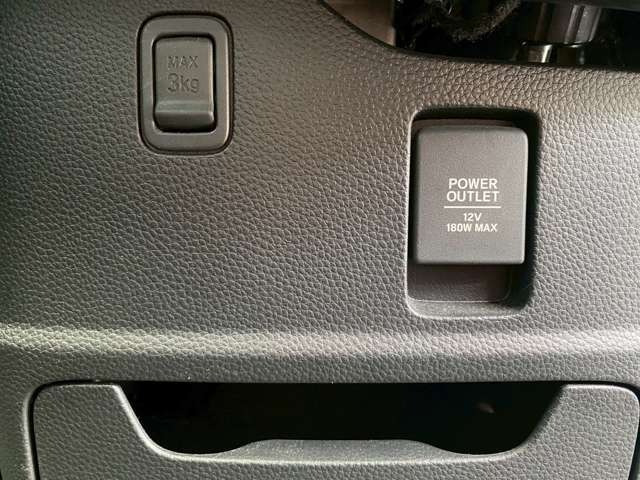 MAX
3kg
POWER
OUTLET
12V
180W MAX